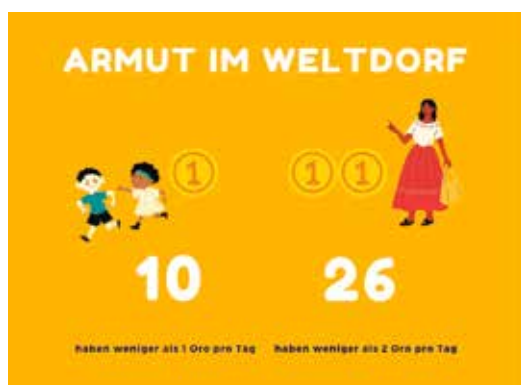 ARMUT IM WELTDORF
1 1 1
10 26
haben weniger als 1 Oro pro Tag haben weniger als 2 Oro pro Tag